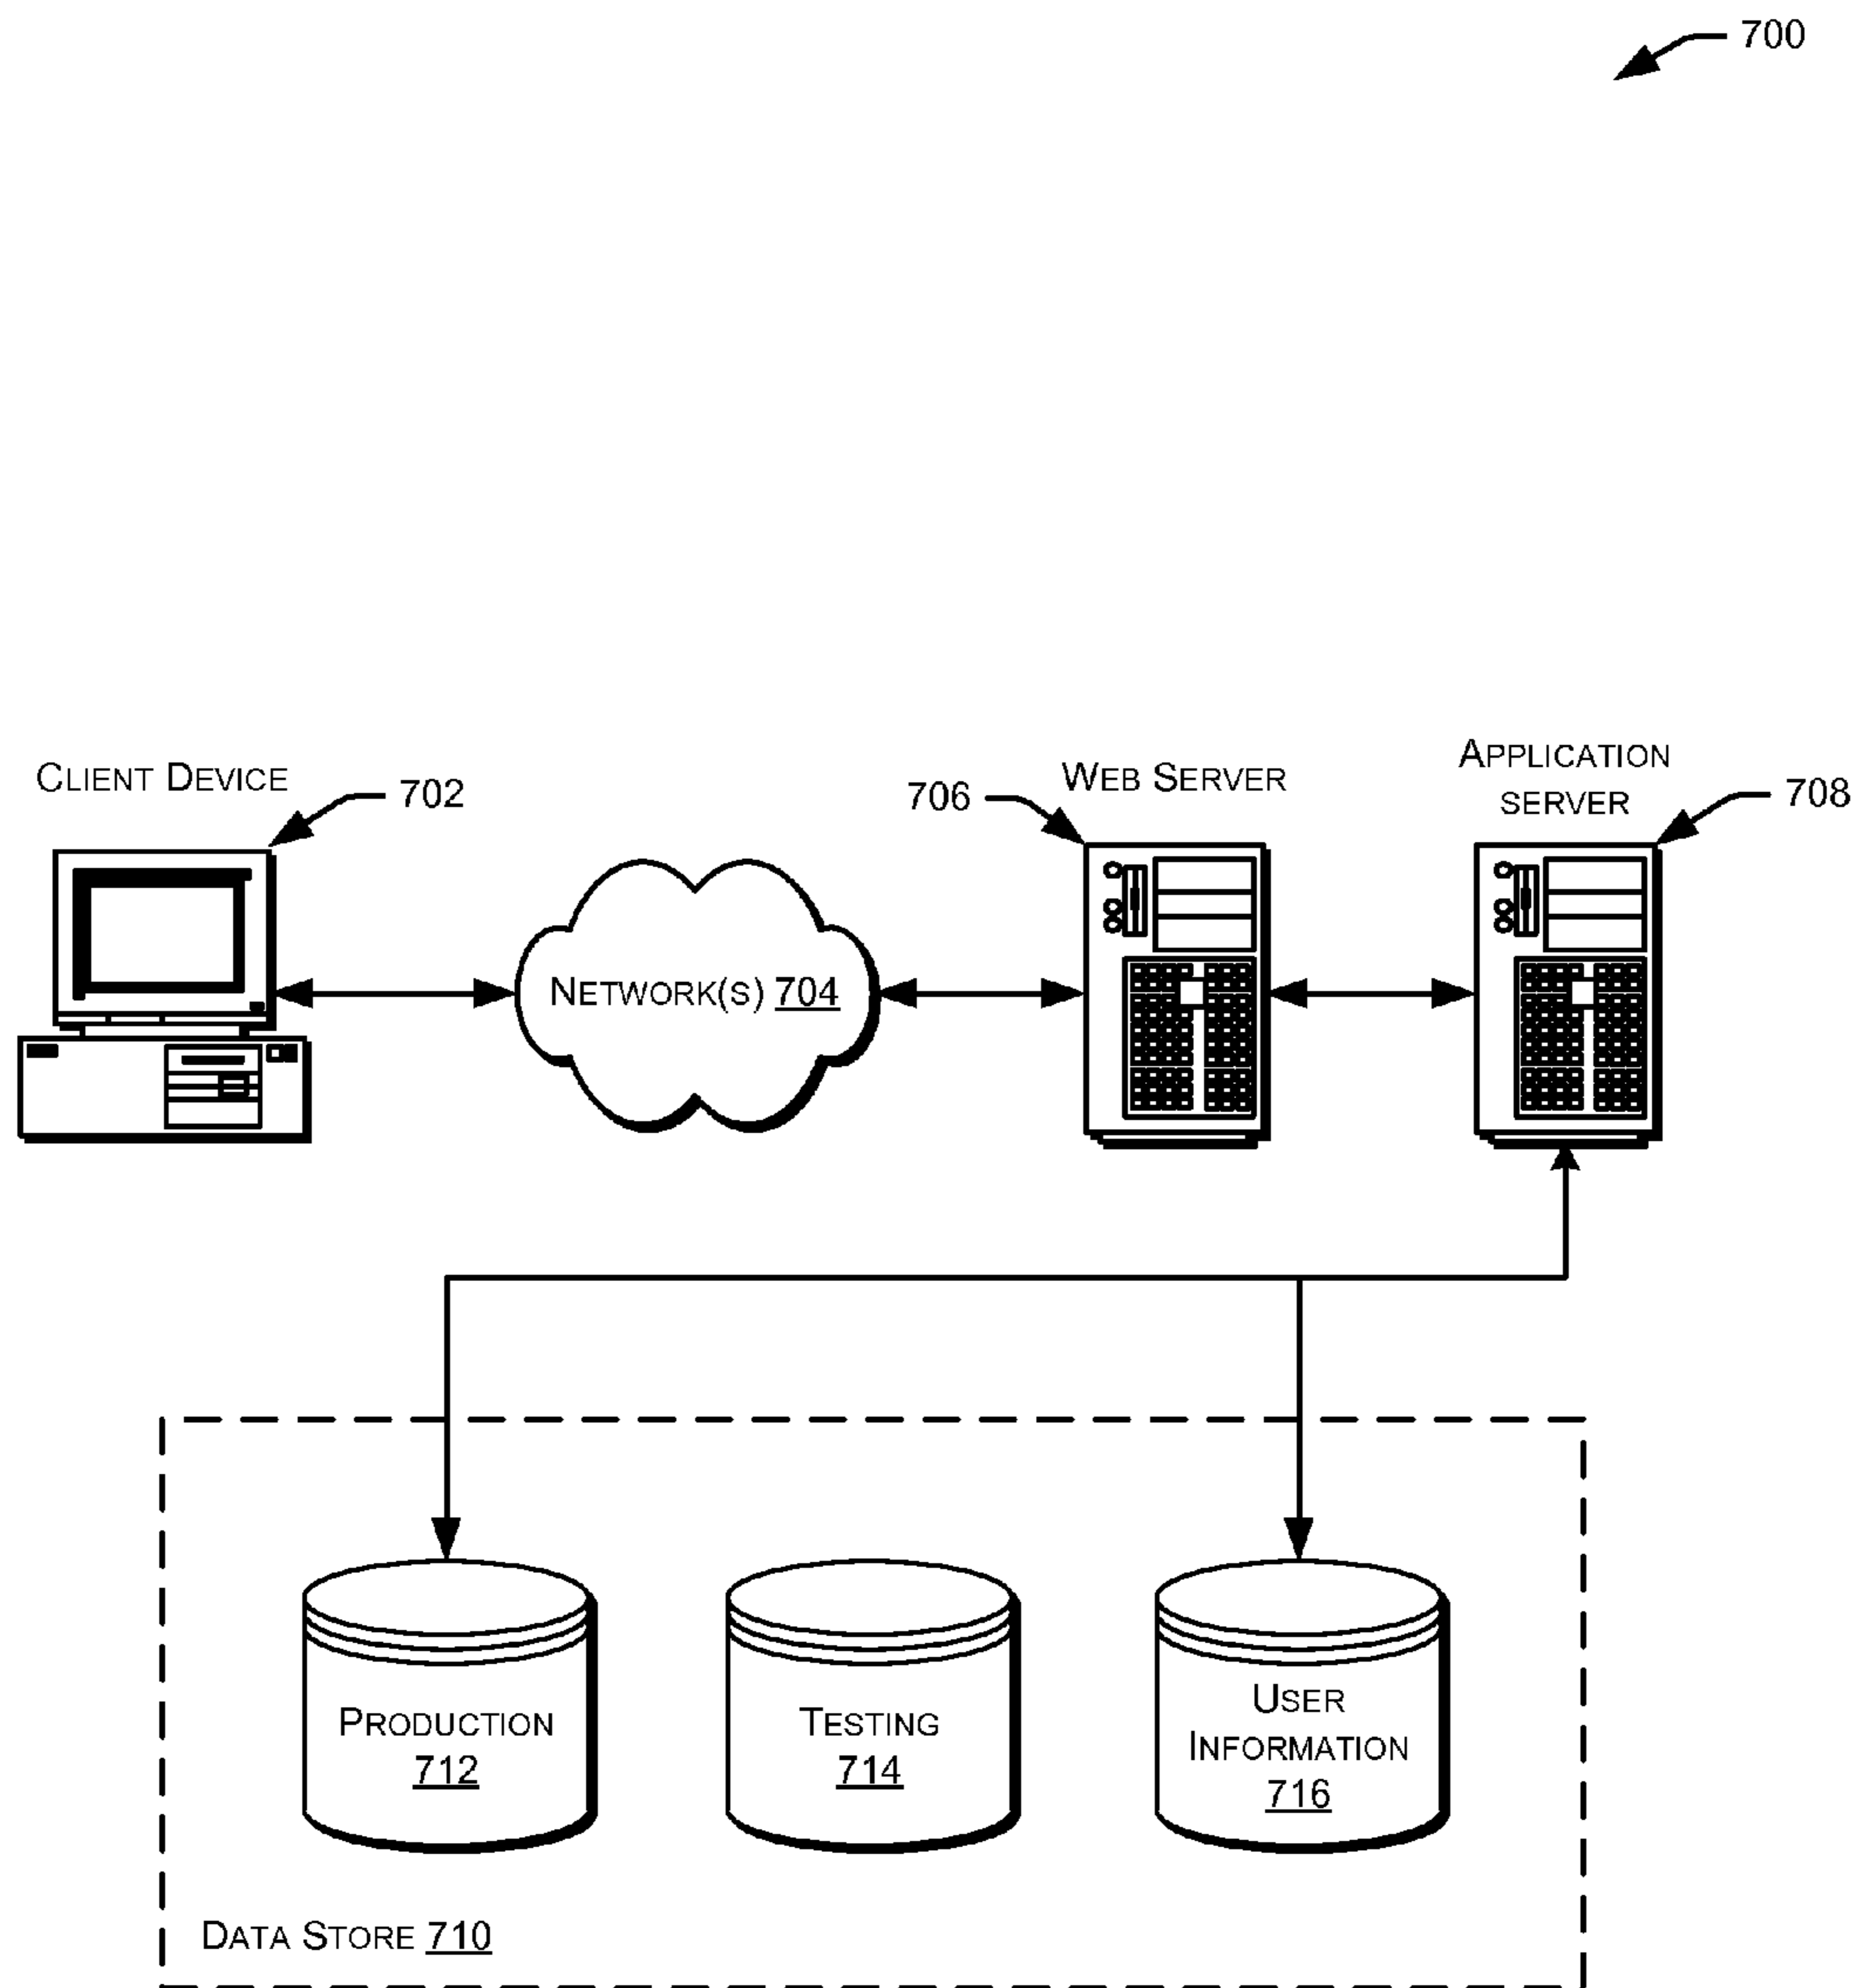 700
CLIENT DEVICE
702
706
WEB SERVER
APPLICATION
SERVER
708
NETWORK(S) 704
PRODUCTION
712
TESTING
714
USER
INFORMATION
716
DATA STORE 710